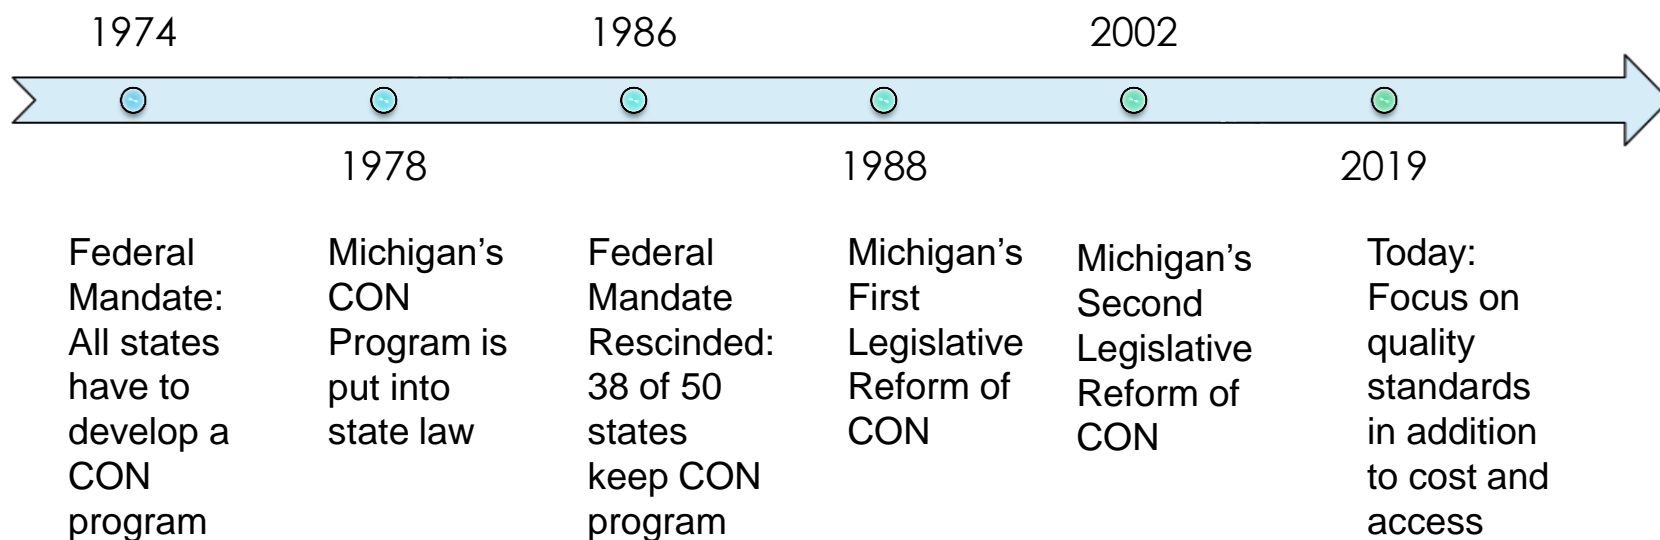 1974
1986
2002
1978
1988
2019
Federal
Mandate:
All states
have to
develop a
CON
program
Michigan’s
CON
Program is
put into
state law
Federal
Mandate
Rescinded:
38 of 50
states
keep CON
program
Michigan’s
First
Legislative
Reform of
CON
Michigan’s
Second
Legislative
Reform of
CON
Today:
Focus on
quality
standards
in addition
to cost and
access